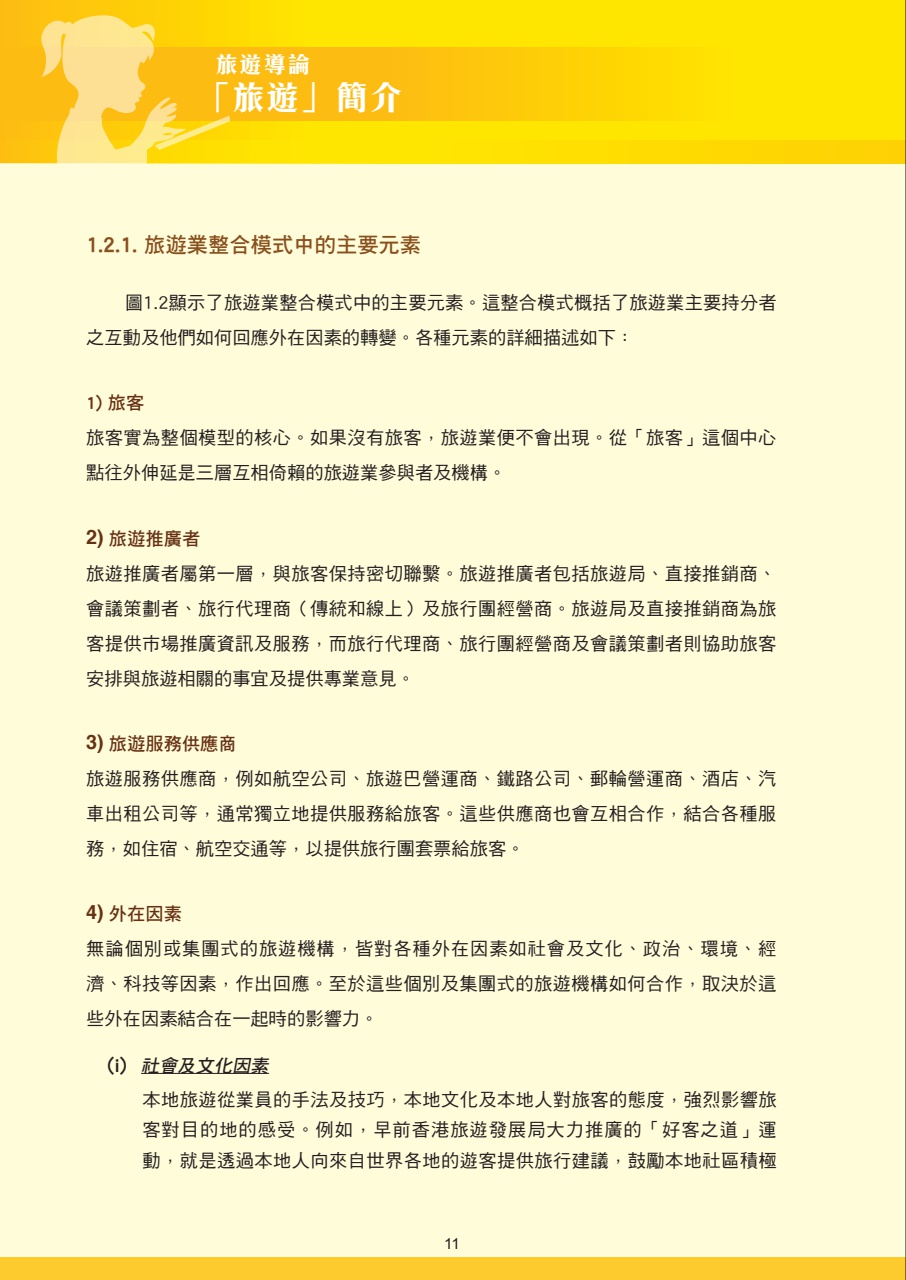 旅遊導論
「旅遊」簡介
1.2.1. 旅遊業整合模式中的主要元素
圖1.2顯示了旅遊業整合模式中的主要元素。這整合模式概括了旅遊業主要持分者
之互動及他們如何回應外在因素的轉變。各種元素的詳細描述如下：
1) 旅客
旅客實為整個模型的核心。如果沒有旅客，旅遊業便不會出現。從「旅客」這個中心
點往外伸延是三層互相倚賴的旅遊業參與者及機構。
2) 旅遊推廣者
旅遊推廣者屬第一層，與旅客保持密切聯繫。旅遊推廣者包括旅遊局、直接推銷商、
會議策劃者、旅行代理商（傳統和線上）及旅行團經營商。旅遊局及直接推銷商為旅
客提供市場推廣資訊及服務，而旅行代理商、旅行團經營商及會議策劃者則協助旅客
安排與旅遊相關的事宜及提供專業意見。
3) 旅遊服務供應商
旅遊服務供應商，例如航空公司、旅遊巴營運商、鐵路公司、郵輪營運商、酒店、汽
車出租公司等，通常獨立地提供服務給旅客。這些供應商也會互相合作，結合各種服
務，如住宿、航空交通等，以提供旅行團套票給旅客。
4) 外在因素
無論個別或集團式的旅遊機構，皆對各種外在因素如社會及文化、政治、環境、經
濟、科技等因素，作出回應。至於這些個別及集團式的旅遊機構如何合作，取決於這
些外在因素結合在一起時的影響力。
(i) 社會及文化因素
本地旅遊從業員的手法及技巧，本地文化及本地人對旅客的態度，強烈影響旅
客對目的地的感受。例如，早前香港旅遊發展局大力推廣的「好客之道」運
動，就是透過本地人向來自世界各地的遊客提供旅行建議，鼓勵本地社區積極
11